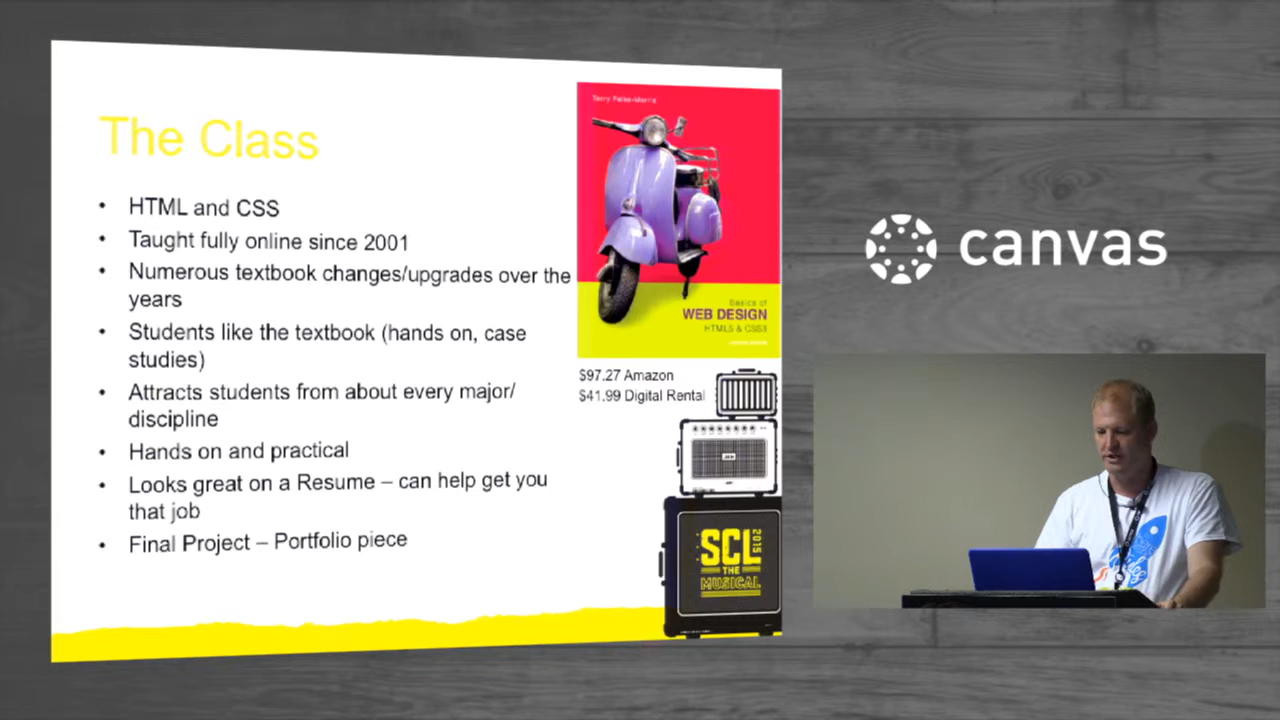 The Class
• HTML and CSS
• Taught fully online since 2001
• Numerous textbook changes/upgrades over the
years
• Students like the textbook (hands on, case
studies)
• Attracts students from about every major/
discipline
• Hands on and practical
• Looks great on a Resume – can help get you
that job
• Final Project – Portfolio piece
Terry Felke-Morris
Basics of
WEB DESIGN
HTML5 & CSS3
$97.27 Amazon
$41.99 Digital Rental
SCL
2015
THE
MUSICAL
canvas